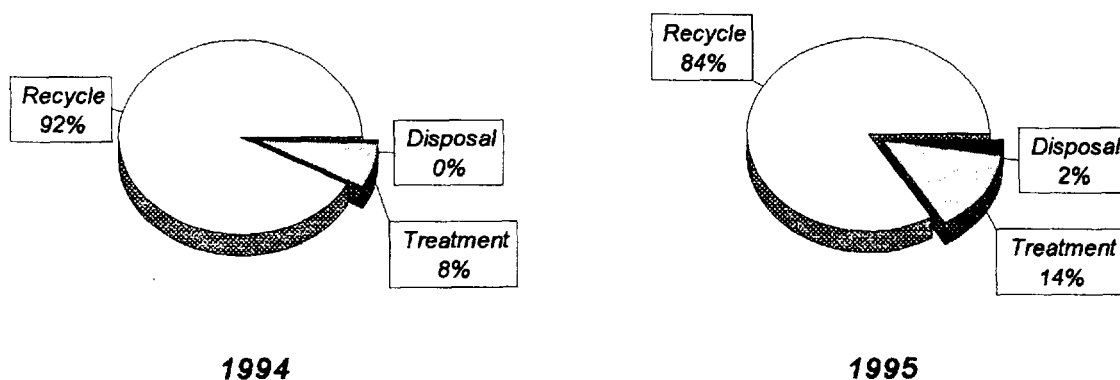 Recycle
92%
Disposal
0%
Treatment
8%
1994
Recycle
84%
Disposal
2%
Treatment
14%
1995